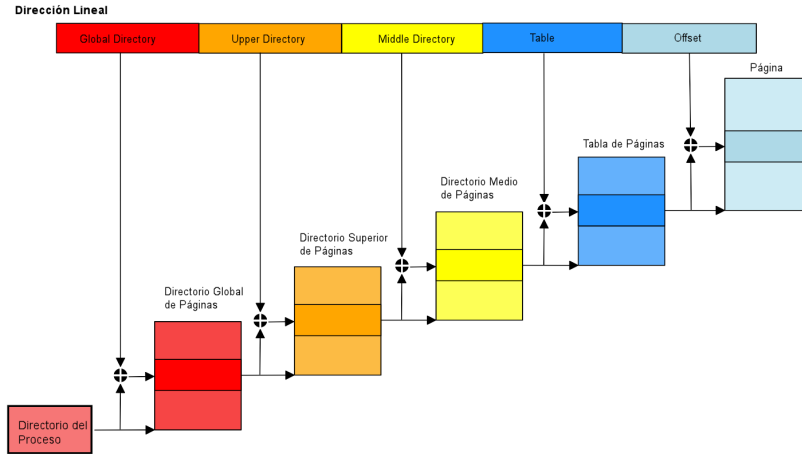 Dirección Lineal
Global Directory
Upper Directory
Middle Directory
Table
Offset
Página
Tabla de Páginas
Directorio Medio
de Páginas
Directorio Superior
de Páginas
Directorio Global
de Páginas
Directorio del
Proceso